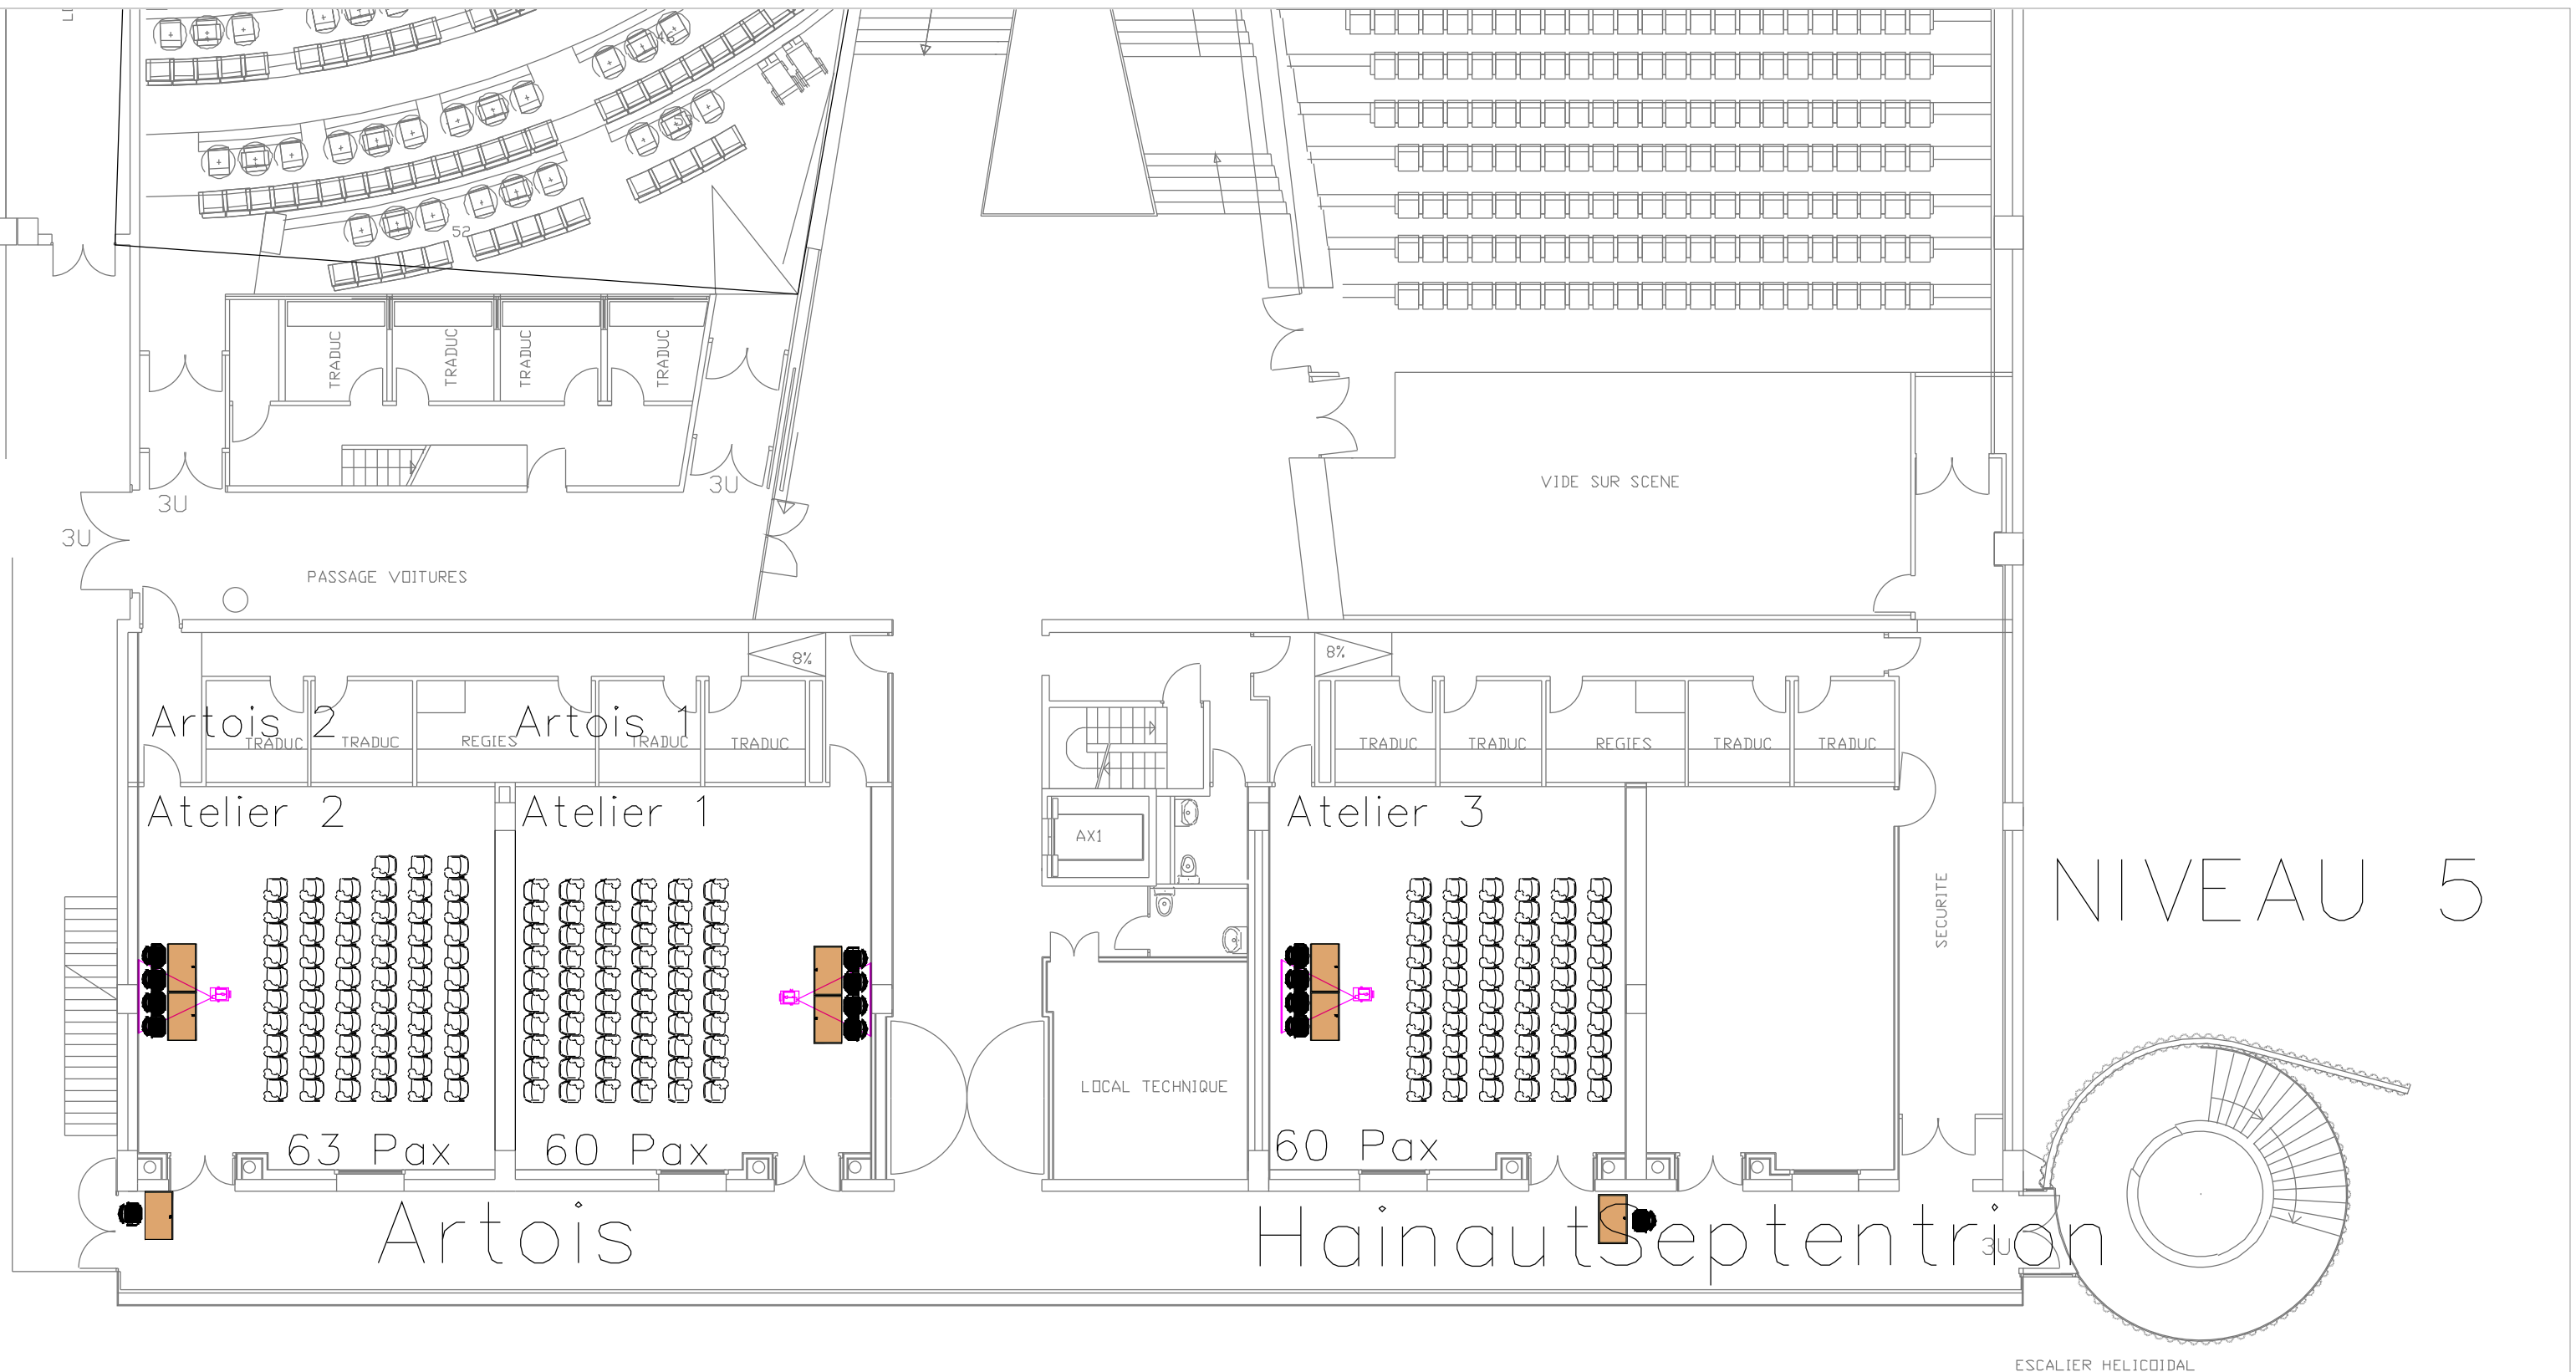 52
TRADUC
TRADUC
TRADUC
TRADUC
3U
3U
3U
VIDE SUR SCENE
PASSAGE VOITURES
8%
8%
Artois 2
Artois 1
TRADUC
TRADUC
REGIES
TRADUC
TRADUC
TRADUC
TRADUC
REGIES
TRADUC
TRADUC
Atelier 2
Atelier 1
AX1
Atelier 3
SECURITE
NIVEAU 5
LOCAL TECHNIQUE
63 Pax
60 Pax
60 Pax
Artois
Hainaut
Septentrion
3U
ESCALIER HELICOIDAL